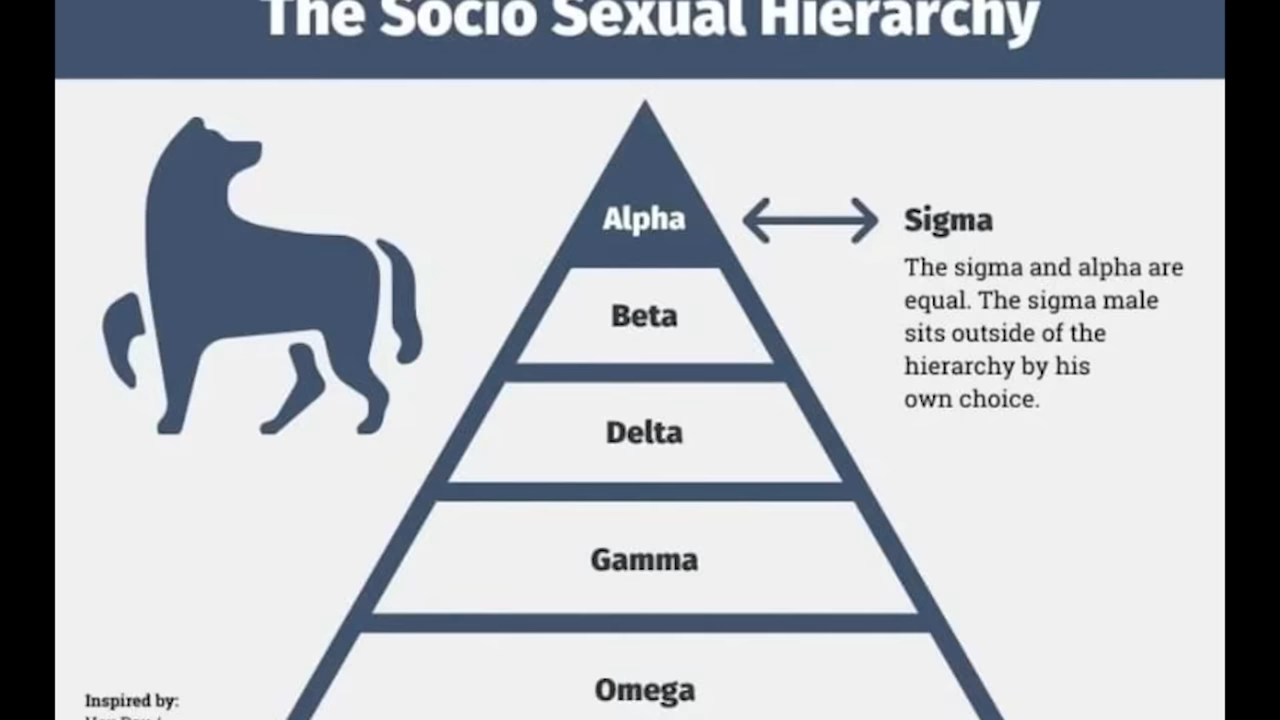 The Socio Sexual Hierarchy
Alpha
Sigma
The sigma and alpha are
equal. The sigma male
sits outside of the
hierarchy by his
own choice.
Beta
Delta
Gamma
Omega
Inspired by: